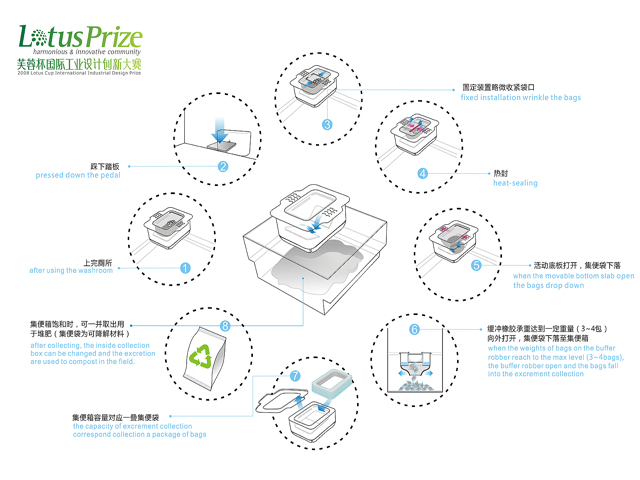 LotusPrize
harmonious & innovative community
芙蓉杯国际工业设计创新大赛
2008 Lotus Cup International Industrial Design Prize
固定装置略微收紧袋口
fixed installation wrinkle the bags
3
踩下踏板
pressed down the pedal
2
4
热封
heat-sealing
上完厕所
after using the washroom
1
5
活动底板打开，集便袋下落
when the movable bottom slab open
the bags drop down
集便箱饱和时，可一并取出用
于堆肥（集便袋为可降解材料）
after collecting, the inside collection
box can be changed and the excretion
are used to compost in the field.
8
6
缓冲橡胶承重达到一定重量（3~4包）
向外打开，集便袋下落至集便箱
when the weights of bags on the buffer
robber reach to the max level (3~4bags),
the buffer robber open and the bags fall
into the excrement collection
7
集便箱容量对应一叠集便袋
the capacity of excrement collection
correspond collection a package of bags